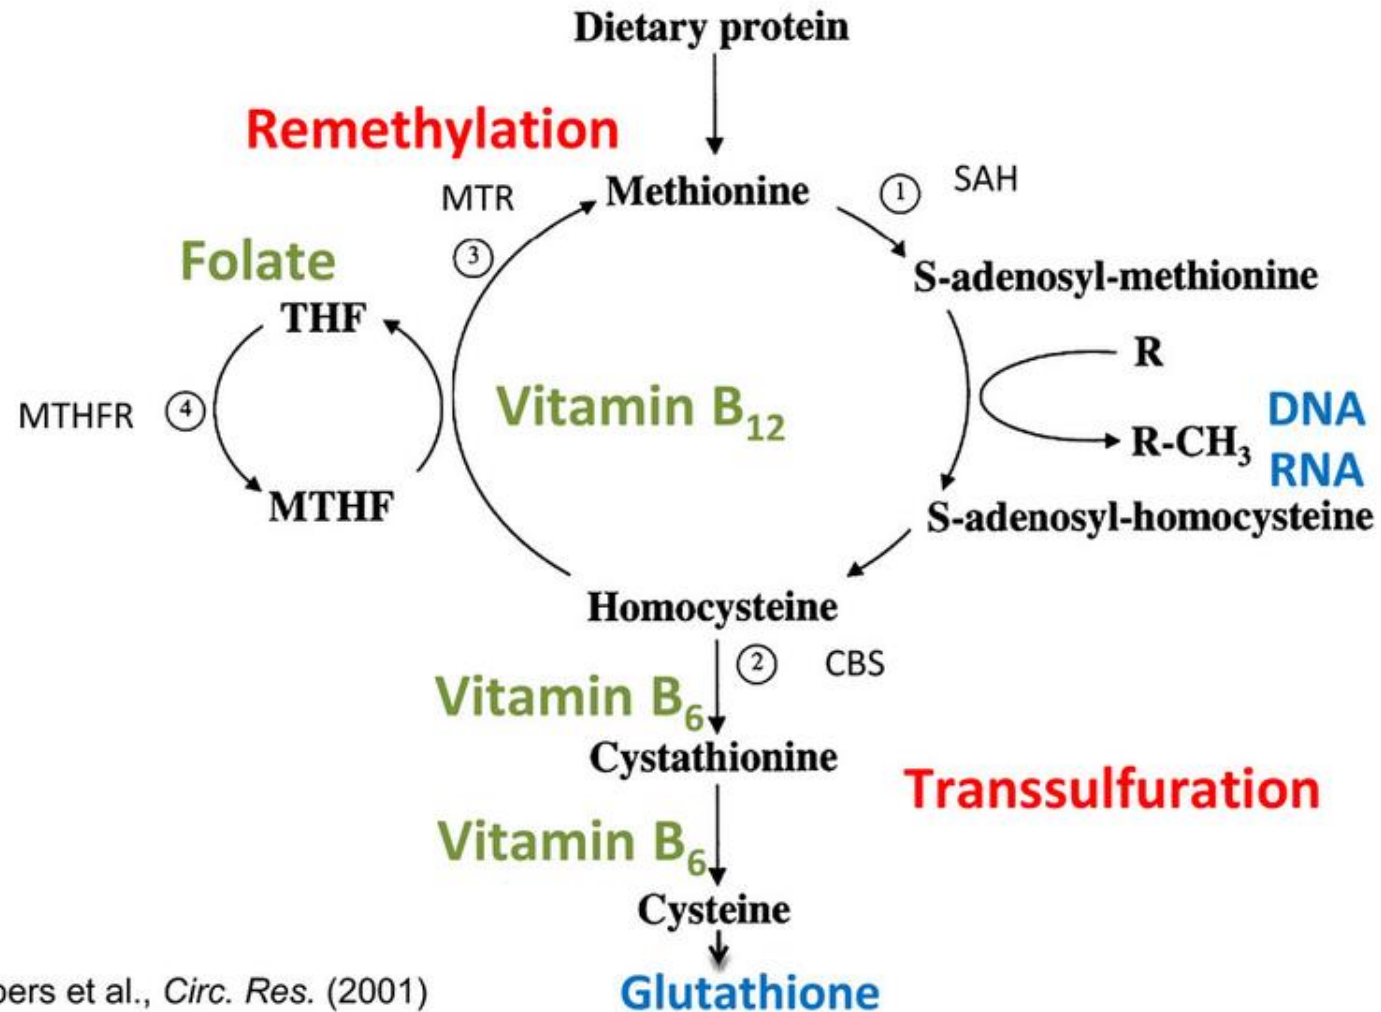 Dietary protein
Remethylation
MTR
Methionine
① SAH
③
Folate
THF
S-adenosyl-methionine
R
MTHFR ④
Vitamin B₁₂
DNA
R-CH₃
RNA
MTHF
S-adenosyl-homocysteine
Homocysteine
② CBS
Vitamin B₆
Cystathionine
Transsulfuration
Vitamin B₆
Cysteine
et al., Circ. Res. (2001)
Glutathione